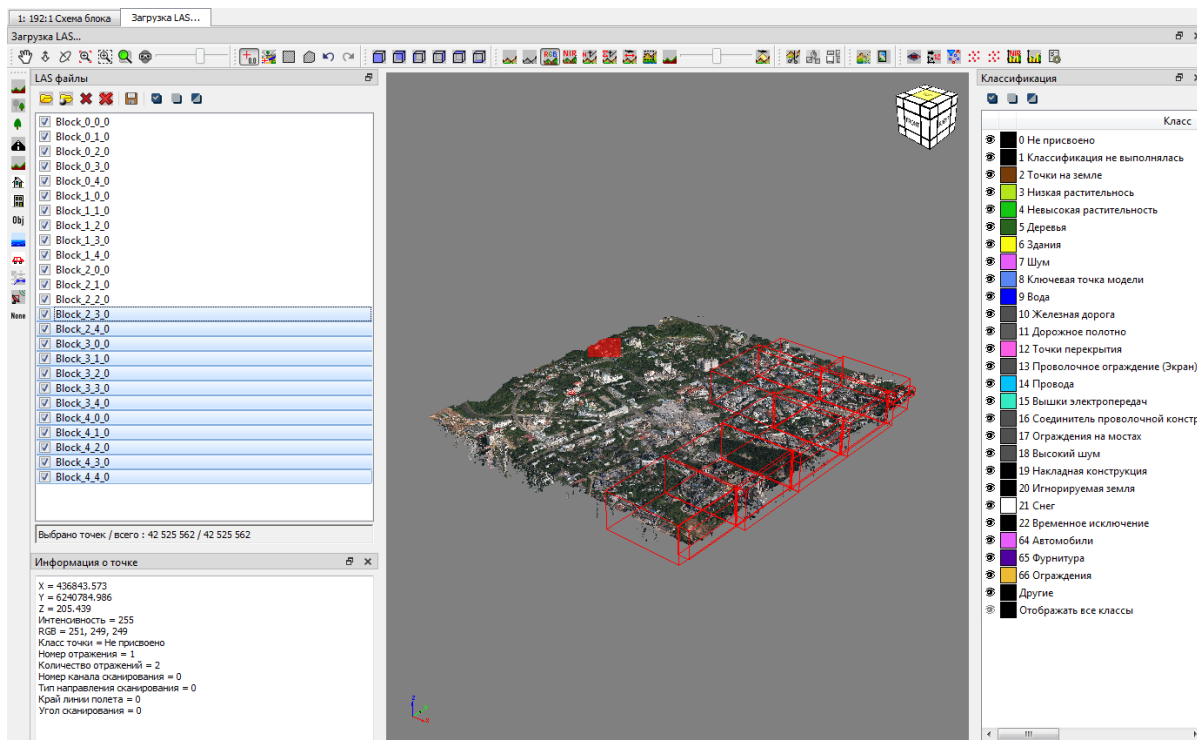 1: 192:1 Схема блока
Загрузка LAS...
Загрузка LAS...
RGB
NIR
NIR
LAS файлы
Классификация
Block_0_0_0
Block_0_1_0
Block_0_2_0
Block_0_3_0
Block_0_4_0
Block_1_0_0
Block_1_1_0
Block_1_2_0
Block_1_3_0
Block_1_4_0
Block_2_0_0
Block_2_1_0
Block_2_2_0
Block_2_3_0
Block_2_4_0
Block_3_0_0
Block_3_1_0
Block_3_2_0
Block_3_3_0
Block_3_4_0
Block_4_0_0
Block_4_1_0
Block_4_2_0
Block_4_3_0
Block_4_4_0
Obj
None
Выбрано точек / всего : 42 525 562 / 42 525 562
Информация о точке
X = 436843.573
Y = 6240784.986
Z = 205.439
Интенсивность = 255
RGB = 251, 249, 249
Класс точки = Не присвоено
Номер отражения = 1
Количество отражений = 2
Номер канала сканирования = 0
Тип направления сканирования = 0
Край линии полета = 0
Угол сканирования = 0
Z
X
Класс
0 Не присвоено
1 Классификация не выполнялась
2 Точки на земле
3 Низкая растительнось
4 Невысокая растительность
5 Деревья
6 Здания
7 Шум
8 Ключевая точка модели
9 Вода
10 Железная дорога
11 Дорожное полотно
12 Точки перекрытия
13 Проволочное ограждение (Экран)
14 Провода
15 Вышки электропередач
16 Соединитель проволочной констр
17 Ограждения на мостах
18 Высокий шум
19 Накладная конструкция
20 Игнорируемая земля
21 Снег
22 Временное исключение
64 Автомобили
65 Фурнитура
66 Ограждения
Другие
Отображать все классы